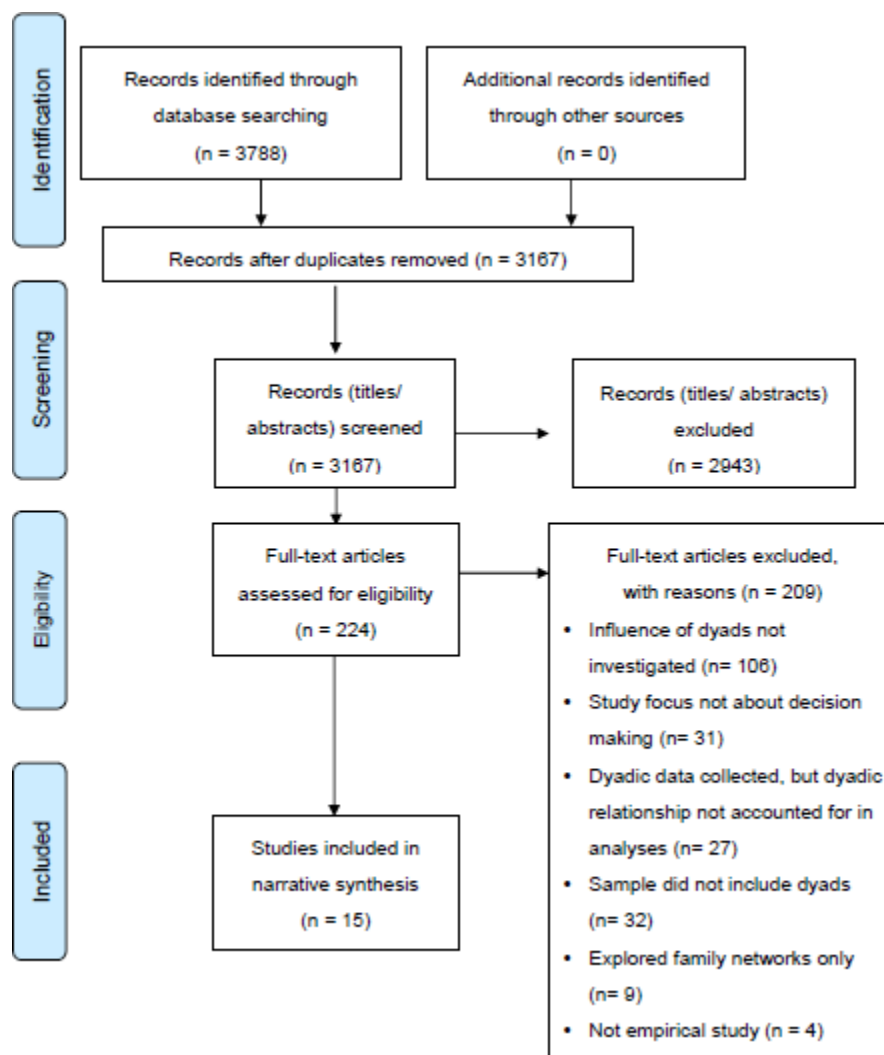 Identification
Records identified through
database searching
(n = 3788)
Additional records identified
through other sources
(n = 0)
Records after duplicates removed (n = 3167)
Screening
Records (titles/
abstracts) screened
(n = 3167)
Records (titles/ abstracts)
excluded
(n = 2943)
Eligibility
Full-text articles
assessed for eligibility
(n = 224)
Full-text articles excluded,
with reasons (n = 209)
• Influence of dyads not
investigated (n= 106)
• Study focus not about decision
making (n= 31)
• Dyadic data collected, but dyadic
relationship not accounted for in
analyses (n= 27)
• Sample did not include dyads
(n= 32)
• Explored family networks only
(n= 9)
• Not empirical study (n = 4)
Included
Studies included in
narrative synthesis
(n = 15)